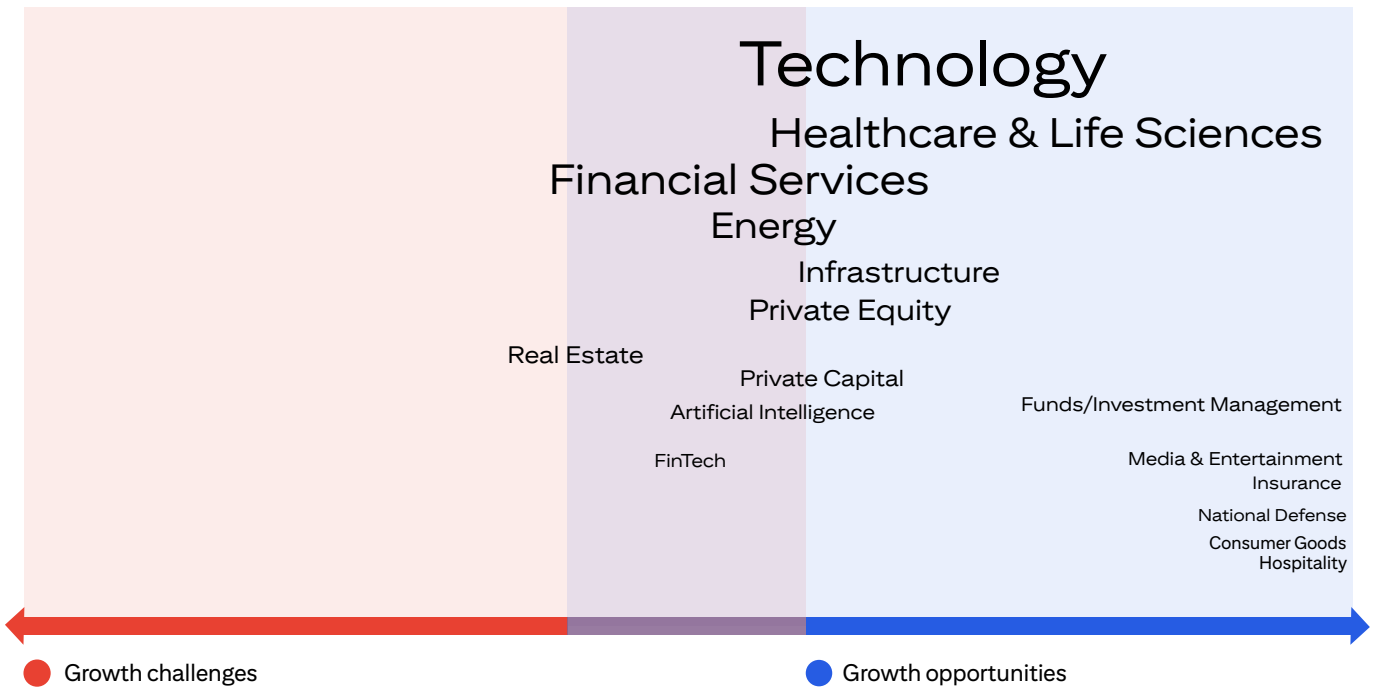 Technology
Healthcare & Life Sciences
Financial Services
Energy
Infrastructure
Private Equity
Real Estate
Private Capital
Funds/Investment Management
Artificial Intelligence
Media & Entertainment
FinTech
Insurance
National Defense
Consumer Goods
Hospitality
Growth challenges
Growth opportunities